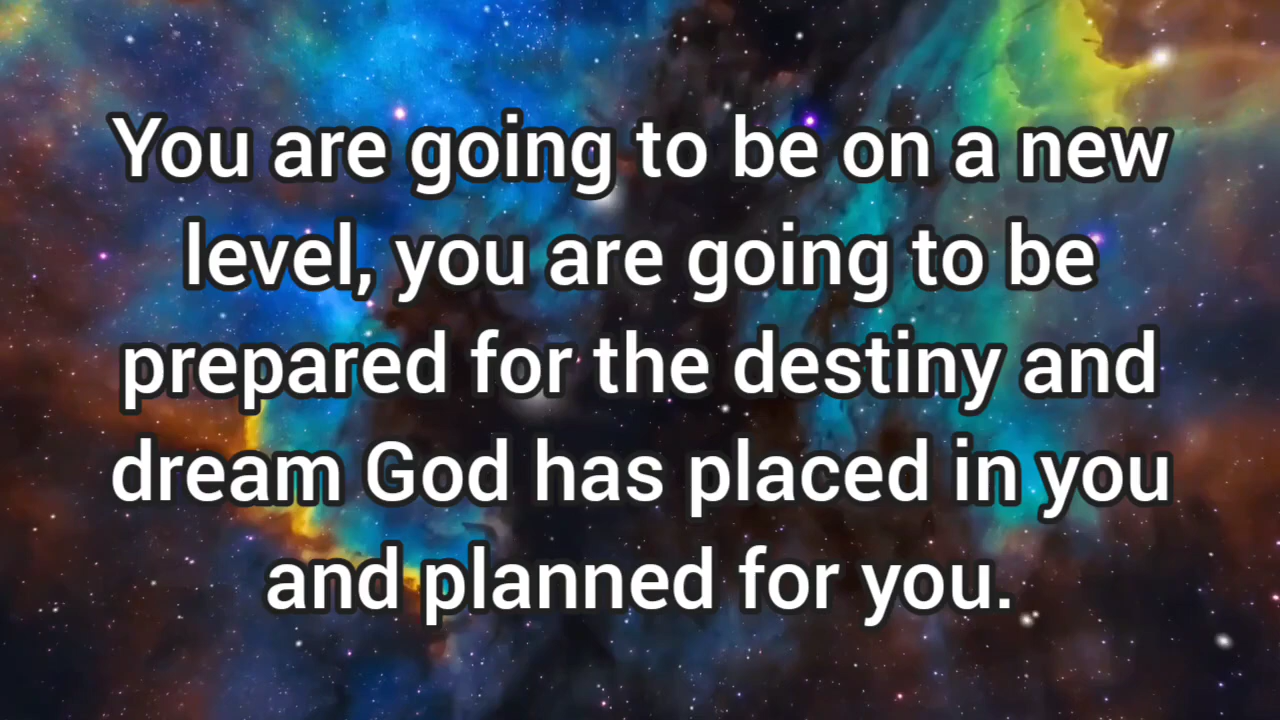 You are going to be on a new
level, you are going to be
prepared for the destiny and
dream God has placed in you
and planned for you.